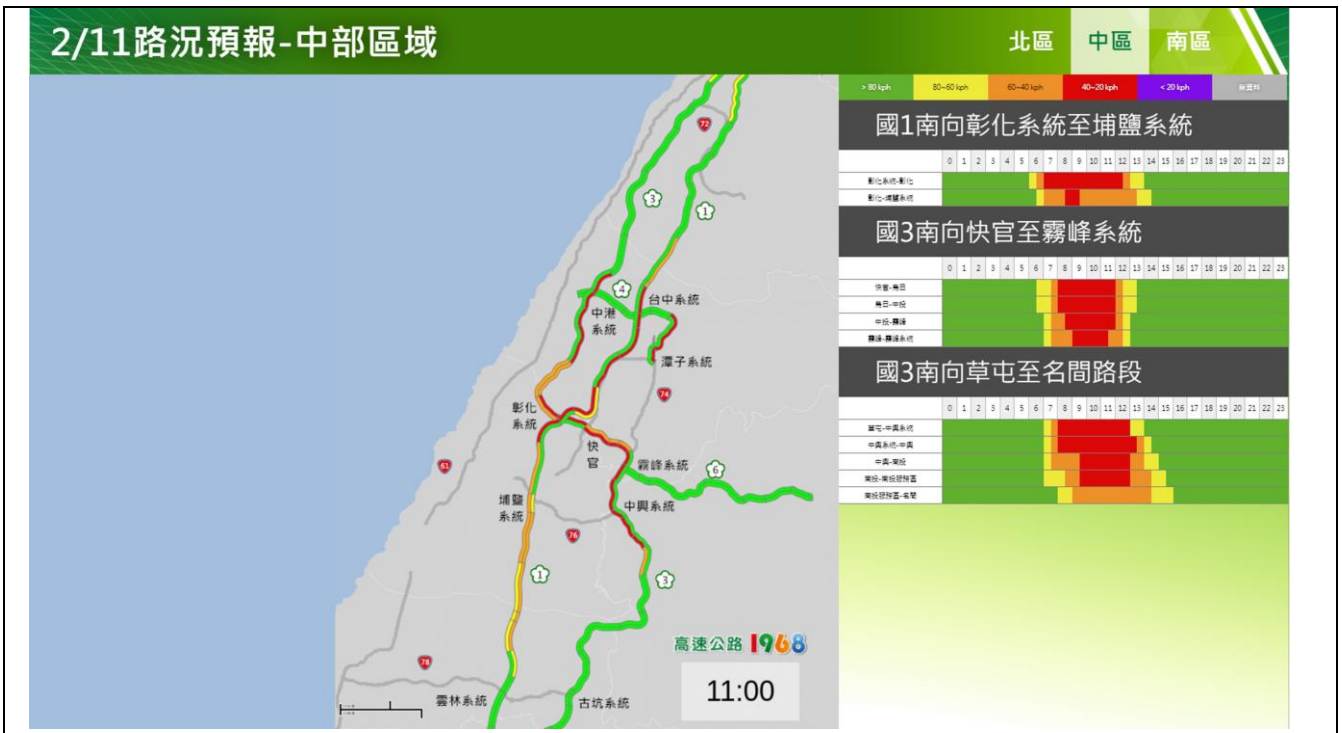 2/11路況預報-中部區域
北區 中區 南區
> 80 kph 80~60 kph 60~40 kph 40~20 kph < 20 kph 無資料
國1南向彰化系統至埔鹽系統
0 1 2 3 4 5 6 7 8 9 10 11 12 13 14 15 16 17 18 19 20 21 22 23
彰化系統-彰化
彰化-埔鹽系統
國3南向快官至霧峰系統
0 1 2 3 4 5 6 7 8 9 10 11 12 13 14 15 16 17 18 19 20 21 22 23
快官-烏日
烏日-中投
中投-霧峰
霧峰-霧峰系統
國3南向草屯至名間路段
0 1 2 3 4 5 6 7 8 9 10 11 12 13 14 15 16 17 18 19 20 21 22 23
草屯-中興系統
中興系統-中興
中興-南投
南投-南投服務區
南投服務區-名間
72
3
1
4
台中系統
中港
系統
潭子系統
74
彰化
系統
快
官
霧峰系統
6
61
埔鹽
系統
中興系統
76
1
3
高速公路 1968
11:00
78
雲林系統
古坑系統